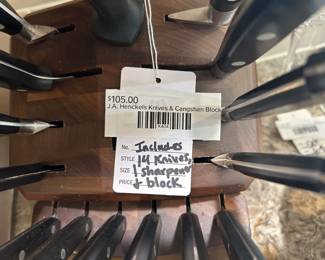 $105.00
J.A. Henckels Knives & Cangshan Block
No. Includes
STYLE 14 Knives,
SIZE 1 sharpener
PRICE & block